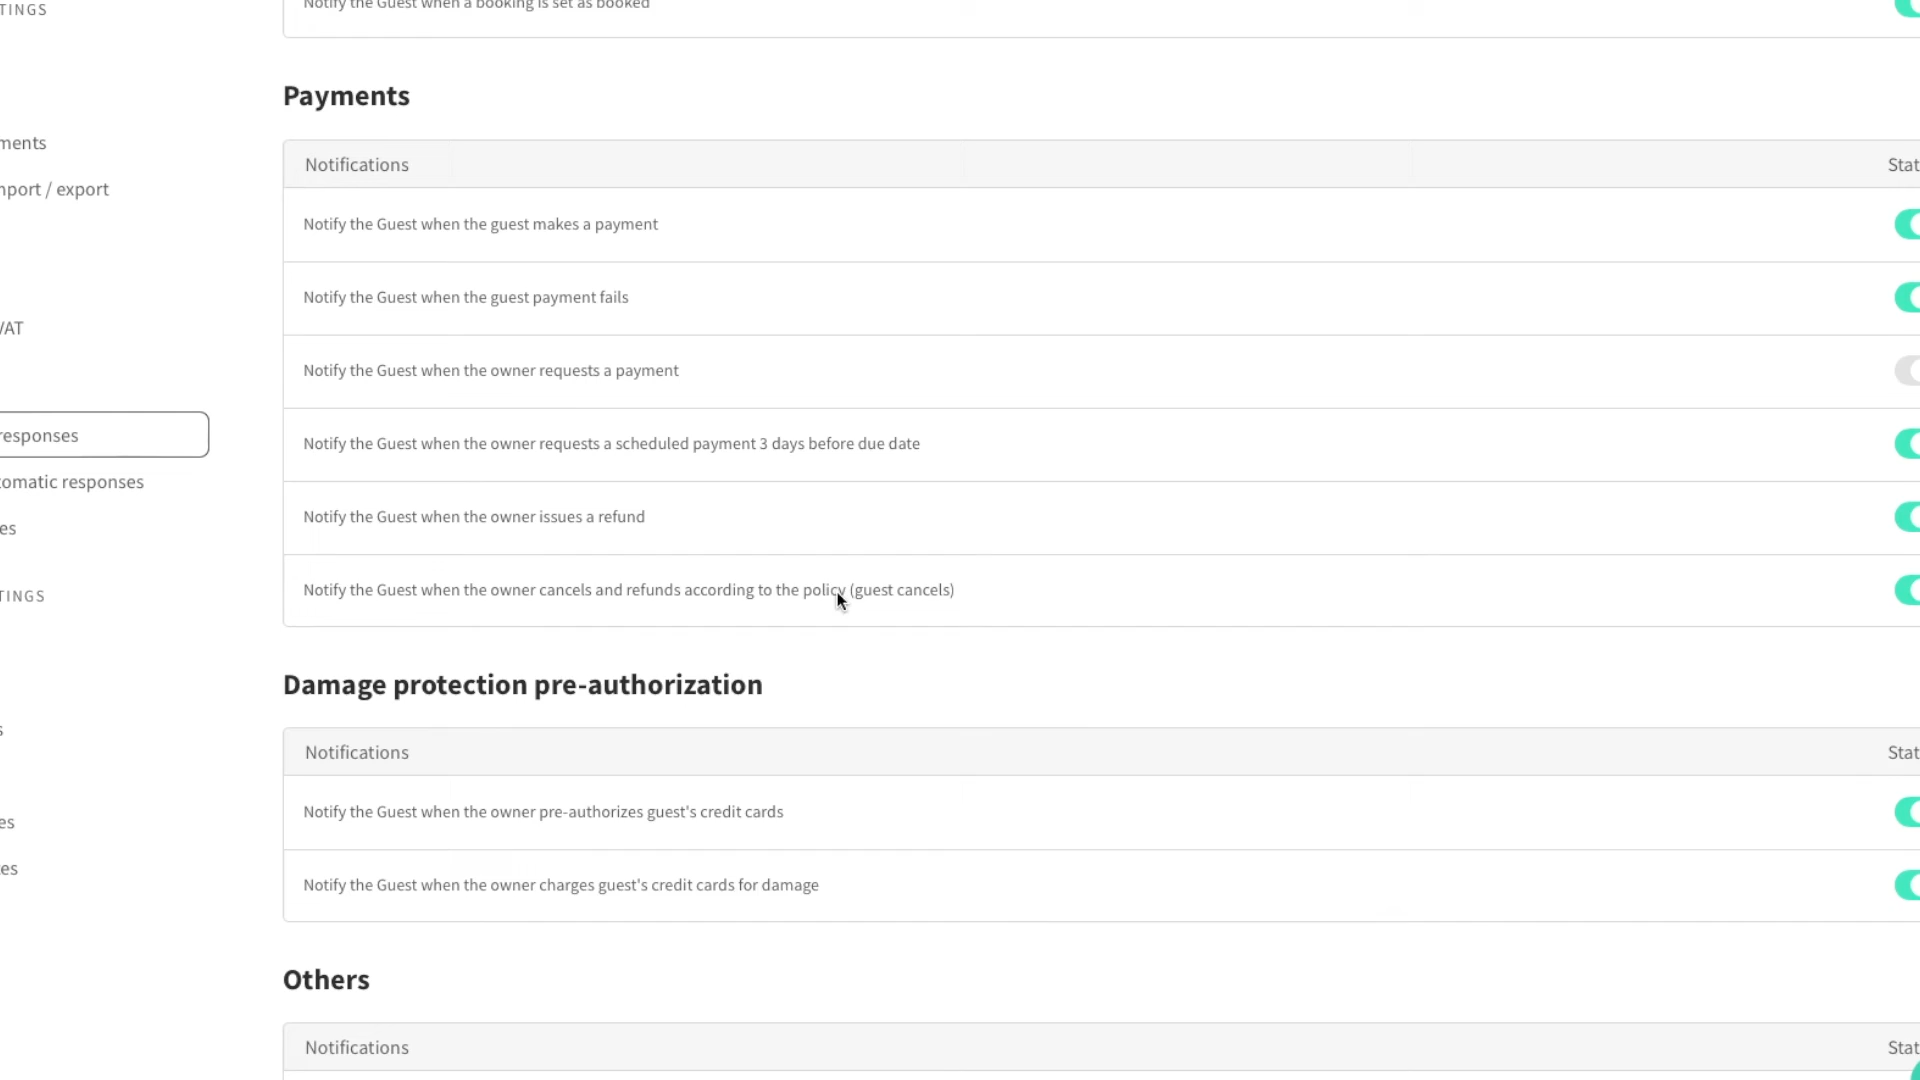 TINGS
Notify the Guest when a booking is set as booked
Payments
ments
Notifications
Stat
mport / export
Notify the Guest when the guest makes a payment
Notify the Guest when the guest payment fails
VAT
Notify the Guest when the owner requests a payment
responses
Notify the Guest when the owner requests a scheduled payment 3 days before due date
tomatic responses
Notify the Guest when the owner issues a refund
es
Notify the Guest when the owner cancels and refunds according to the policy (guest cancels)
TINGS
Damage protection pre-authorization
s
Notifications
Stat
Notify the Guest when the owner pre-authorizes guest's credit cards
es
tes
Notify the Guest when the owner charges guest's credit cards for damage
Others
Notifications
Stat